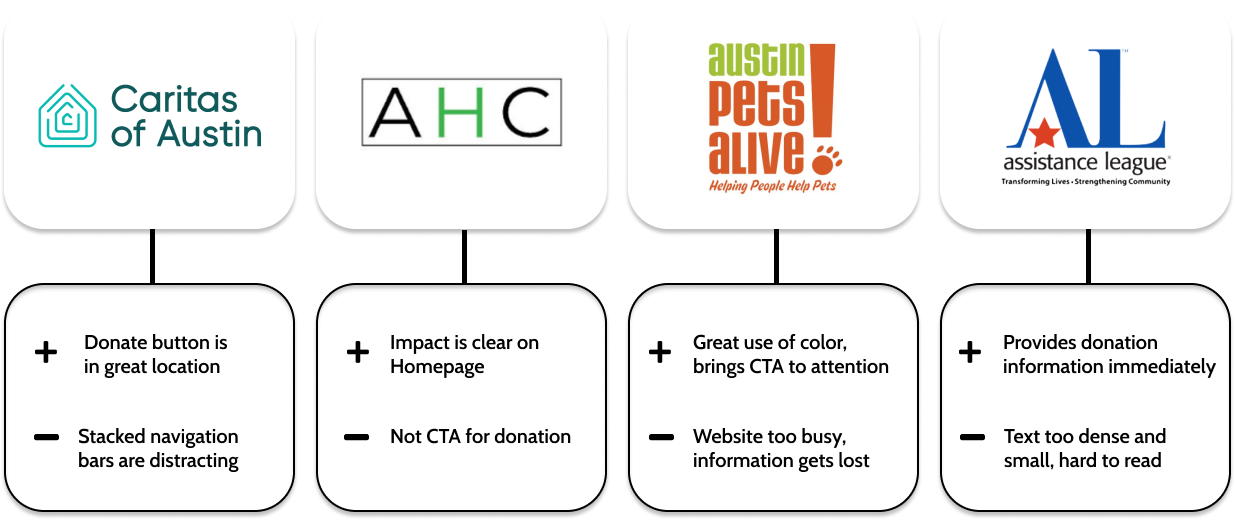 Caritas
of Austin
AHC
austin
pets
alive!
Helping People Help Pets
AL™
assistance league®
Transforming Lives • Strengthening Community
+ Donate button is
in great location
− Stacked navigation
bars are distracting
+ Impact is clear on
Homepage
− Not CTA for donation
+ Great use of color,
brings CTA to attention
− Website too busy,
information gets lost
+ Provides donation
information immediately
− Text too dense and
small, hard to read